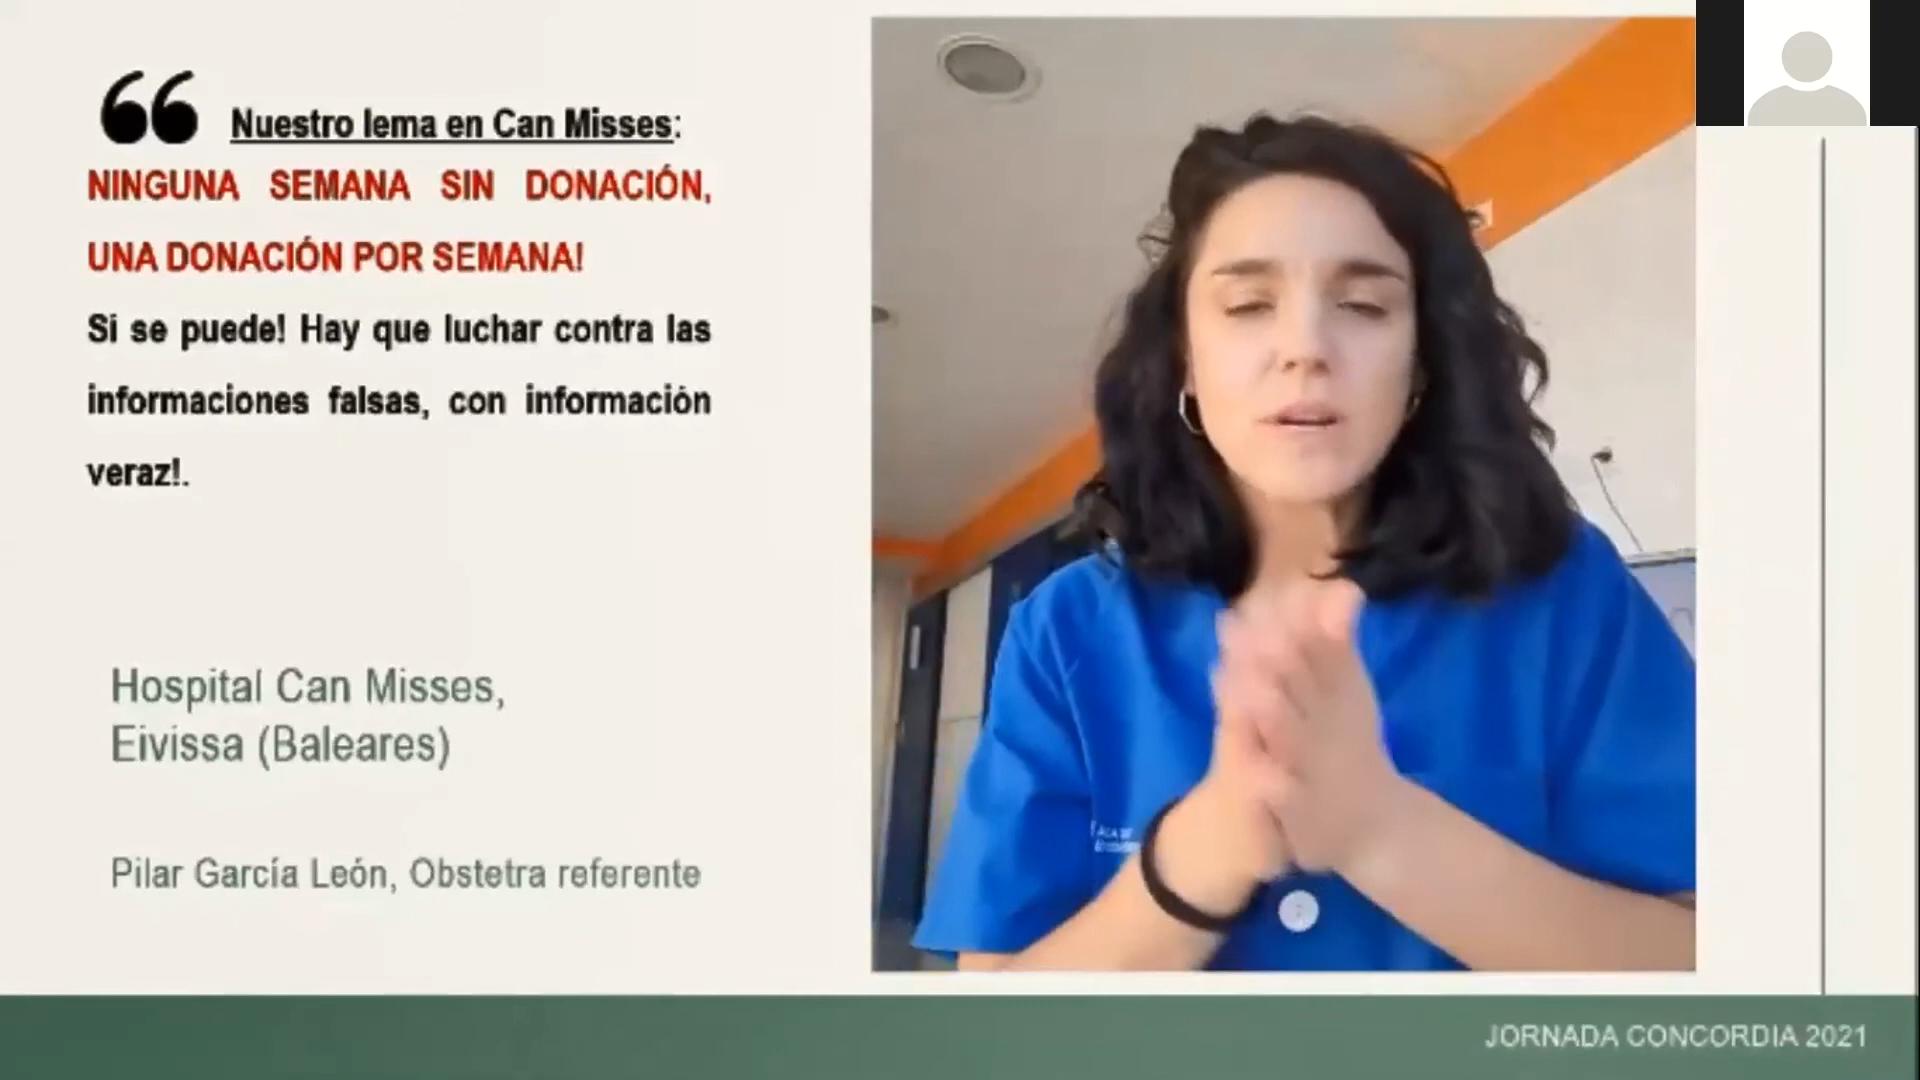 Nuestro lema en Can Misses:
NINGUNA SEMANA SIN DONACIÓN,
UNA DONACIÓN POR SEMANA!
Si se puede! Hay que luchar contra las
informaciones falsas, con información
veraz!.
Hospital Can Misses,
Eivissa (Baleares)
Pilar García León, Obstetra referente
JORNADA CONCORDIA 2021